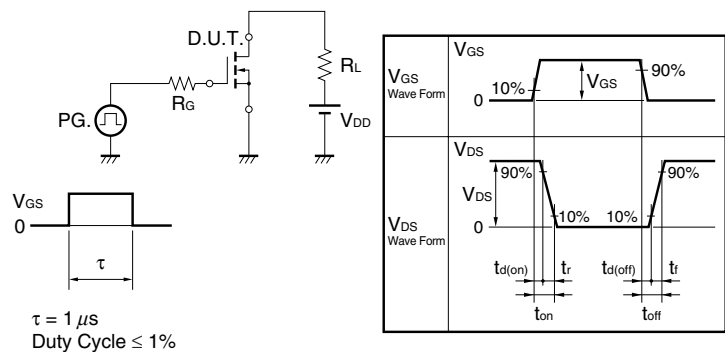 D.U.T.
RL
RG
PG.
VDD
VGS
0
τ
τ = 1 μs
Duty Cycle ≤ 1%
VGS
Wave Form
VGS
10%
VGS
90%
0
VDS
Wave Form
VDS
90%
90%
VDS
10%
10%
0
td(on)
tr
td(off)
tf
ton
toff